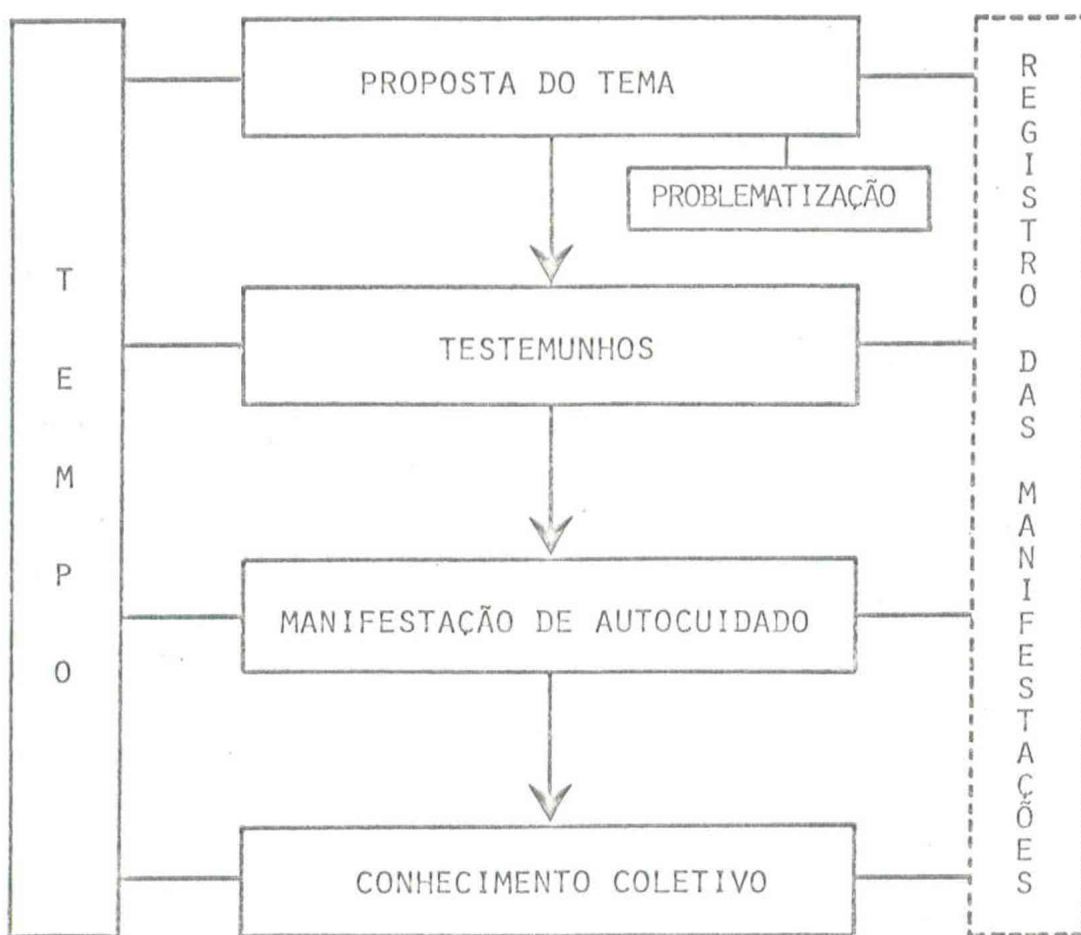 TEMPO
PROPOSTA DO TEMA
PROBLEMATIZAÇÃO
TESTEMUNHOS
MANIFESTAÇÃO DE AUTOCUIDADO
CONHECIMENTO COLETIVO
REGISTRO DAS MANIFESTAÇÕES